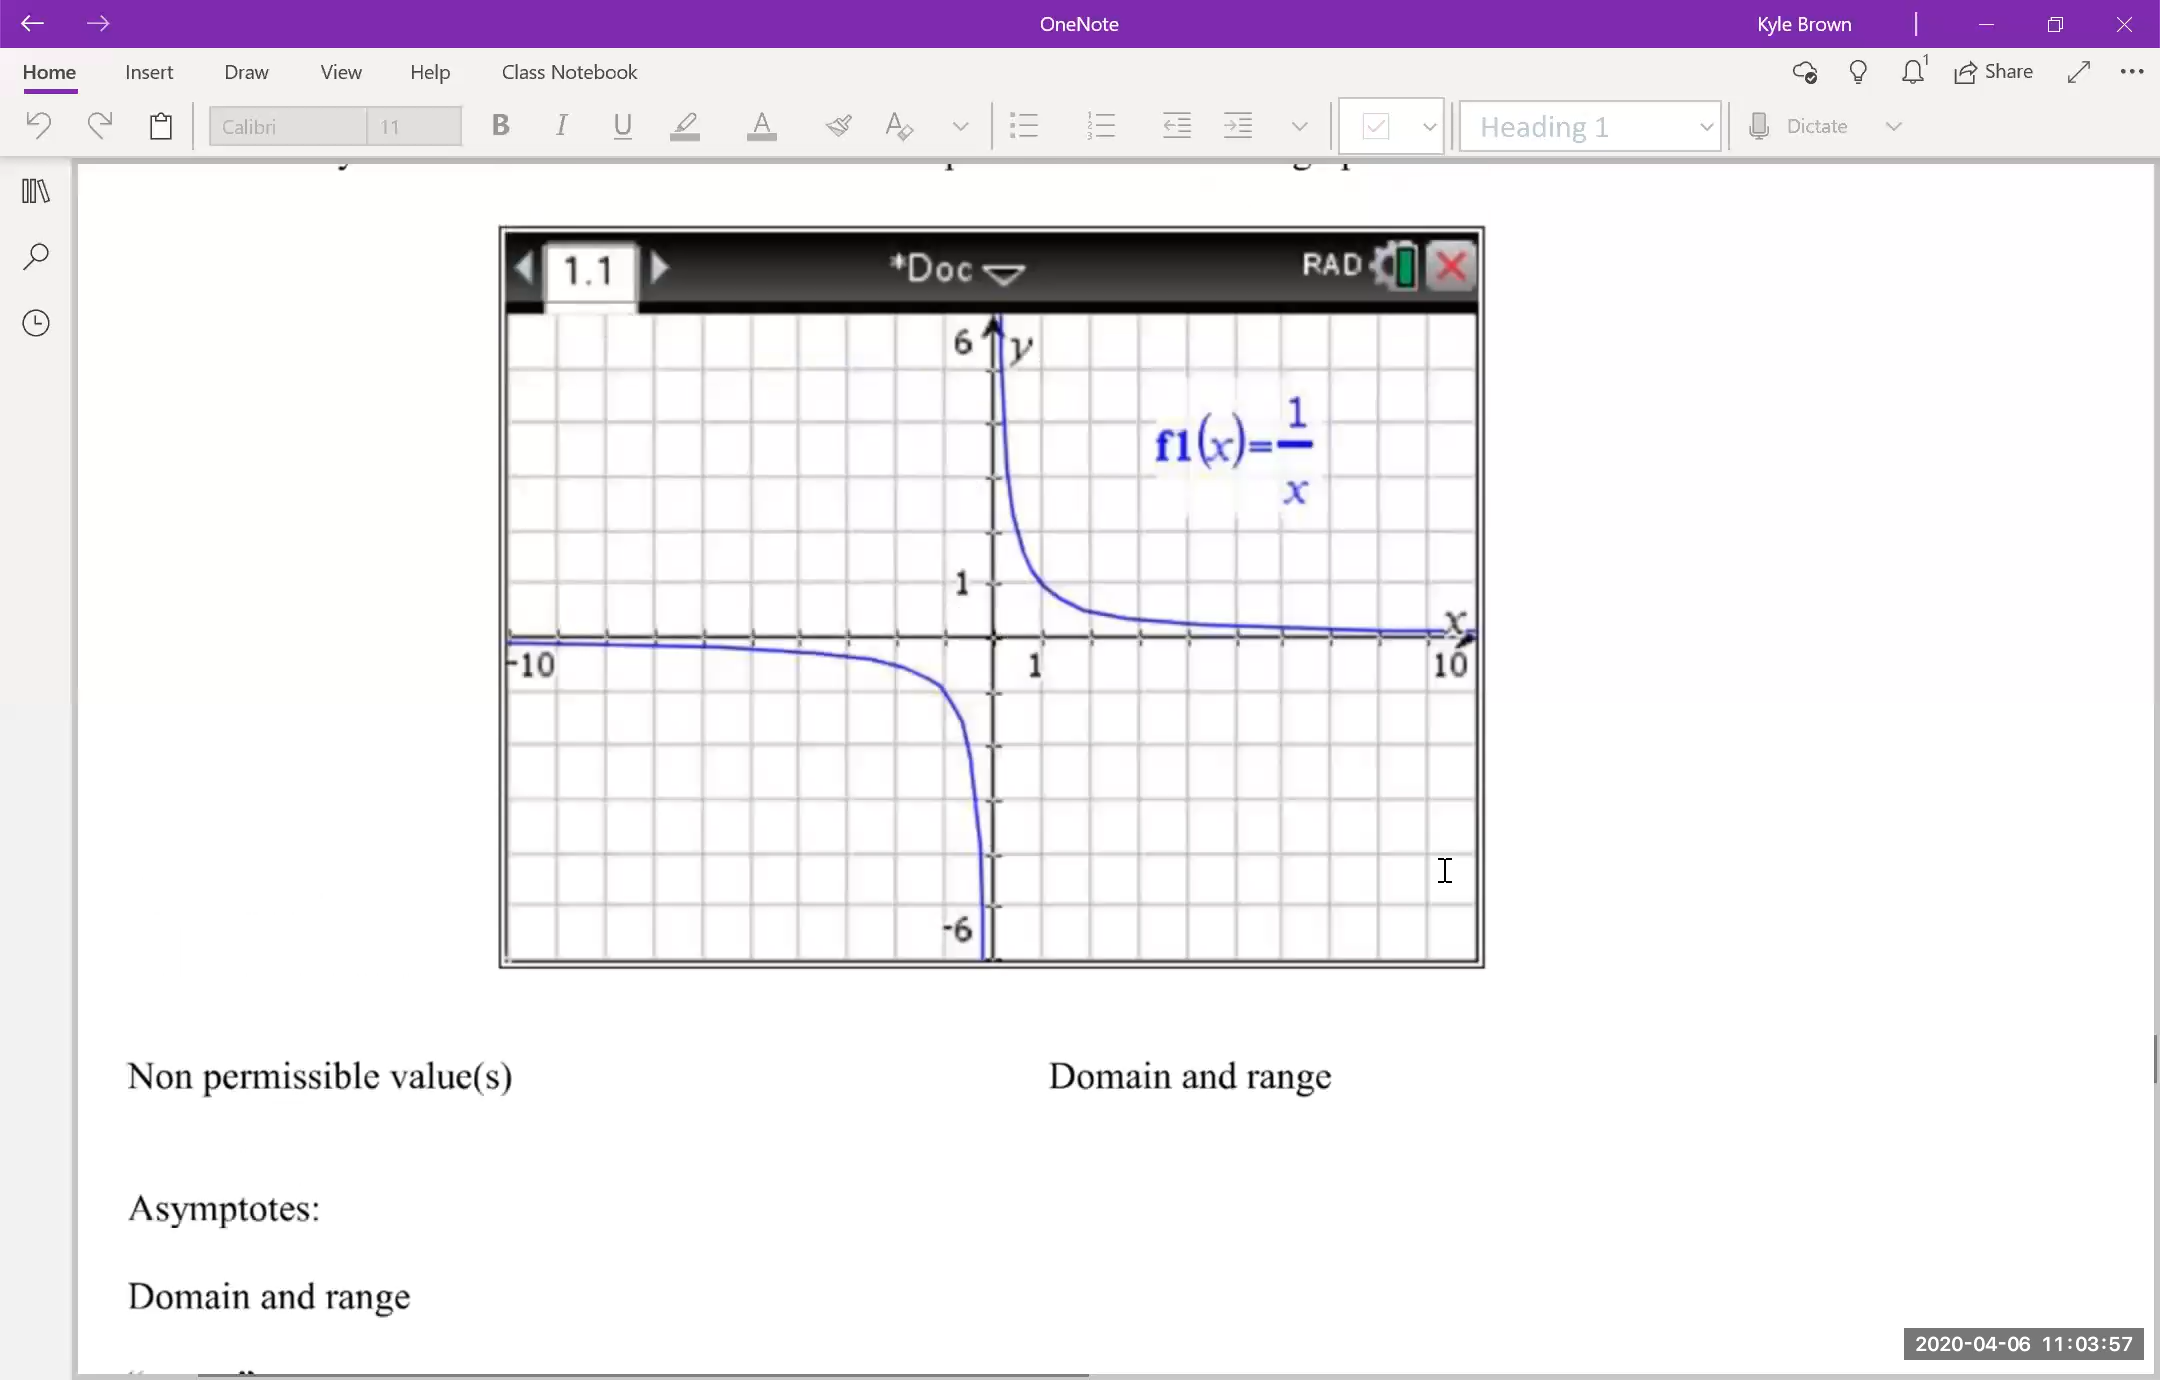 OneNote
Kyle Brown
Home Insert Draw View Help Class Notebook
1
Share
Calibri 11 B I U A A
Heading 1
Dictate
1.1 *Doc RAD
6 y
f1(x)=1/x
1
x
-10 1 10
-6
Non permissible value(s) Domain and range
Asymptotes:
Domain and range
2020-04-06 11:03:57